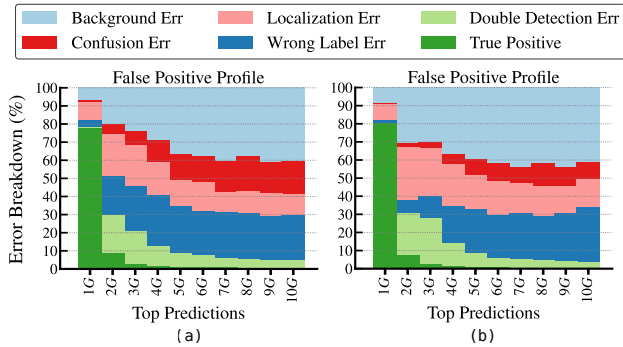 Background Err Localization Err Double Detection Err
Confusion Err Wrong Label Err True Positive
False Positive Profile False Positive Profile
Error Breakdown (%)
100
90
80
70
60
50
40
30
20
10
0
1G 2G 3G 4G 5G 6G 7G 8G 9G 10G
Top Predictions
(a)
100
90
80
70
60
50
40
30
20
10
0
1G 2G 3G 4G 5G 6G 7G 8G 9G 10G
Top Predictions
(b)